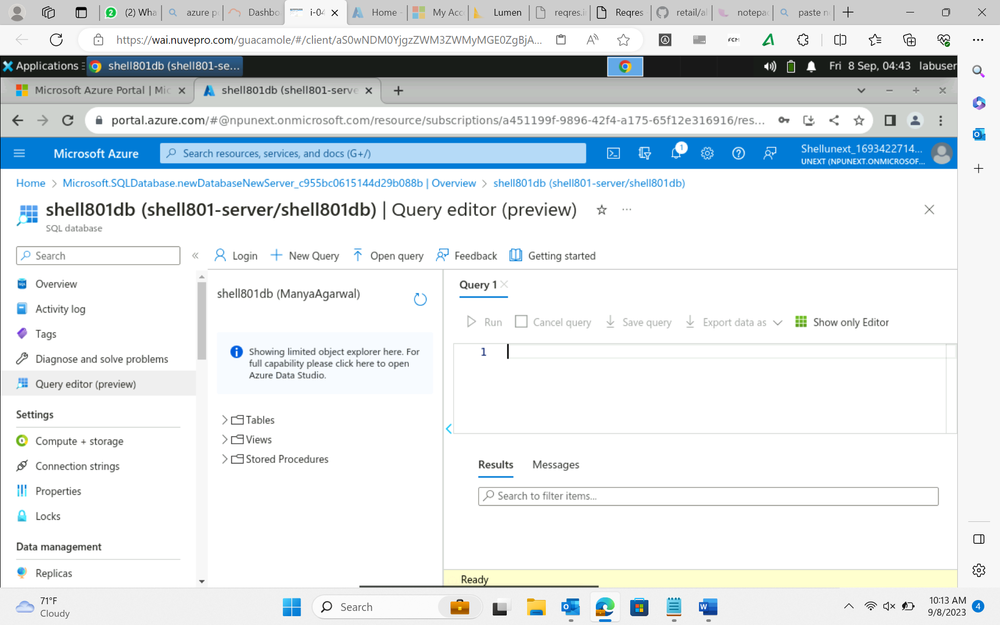 (2) Wha
azure po
Dashbo
i-04
Home -
My Acc
Lumen
reqres.i
Reqres
retail/al
notepac
paste n
https://wai.nuvepro.com/guacamole/#/client/aS0wNDM0YjgzZWM3ZWMyMGE0ZgBjA...
Applications
shell801db (shell801-se...
Fri 8 Sep, 04:43 labuser
Microsoft Azure Portal | Mic
shell801db (shell801-serve
portal.azure.com/#@npunext.onmicrosoft.com/resource/subscriptions/a451199f-9896-42f4-a175-65f12e316916/res...
Microsoft Azure
Search resources, services, and docs (G+/)
1
Shellunext_1693422714...
UNEXT (NPUNEXT.ONMICROSOF...
Home > Microsoft.SQLDatabase.newDatabaseNewServer_c955bc0615144d29b088b | Overview > shell801db (shell801-server/shell801db)
shell801db (shell801-server/shell801db) | Query editor (preview)
SQL database
Search
Login
New Query
Open query
Feedback
Getting started
Overview
Activity log
Tags
Diagnose and solve problems
Query editor (preview)
Settings
Compute + storage
Connection strings
Properties
Locks
Data management
Replicas
shell801db (ManyaAgarwal)
Showing limited object explorer here. For
full capability please click here to open
Azure Data Studio.
Tables
Views
Stored Procedures
Query 1
Run
Cancel query
Save query
Export data as
Show only Editor
1
Results
Messages
Search to filter items...
Ready
71°F
Cloudy
Search
10:13 AM
9/8/2023
4